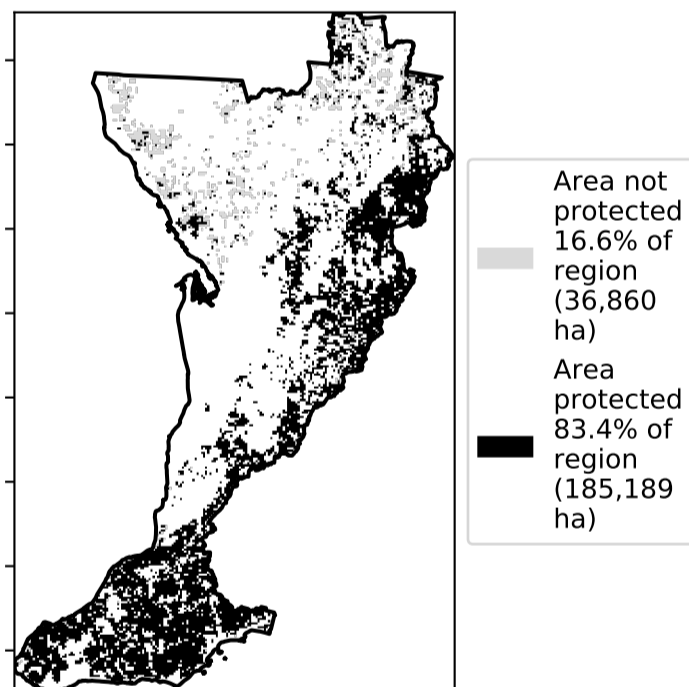 Area not
protected
16.6% of
region
(36,860
ha)
Area
protected
83.4% of
region
(185,189
ha)